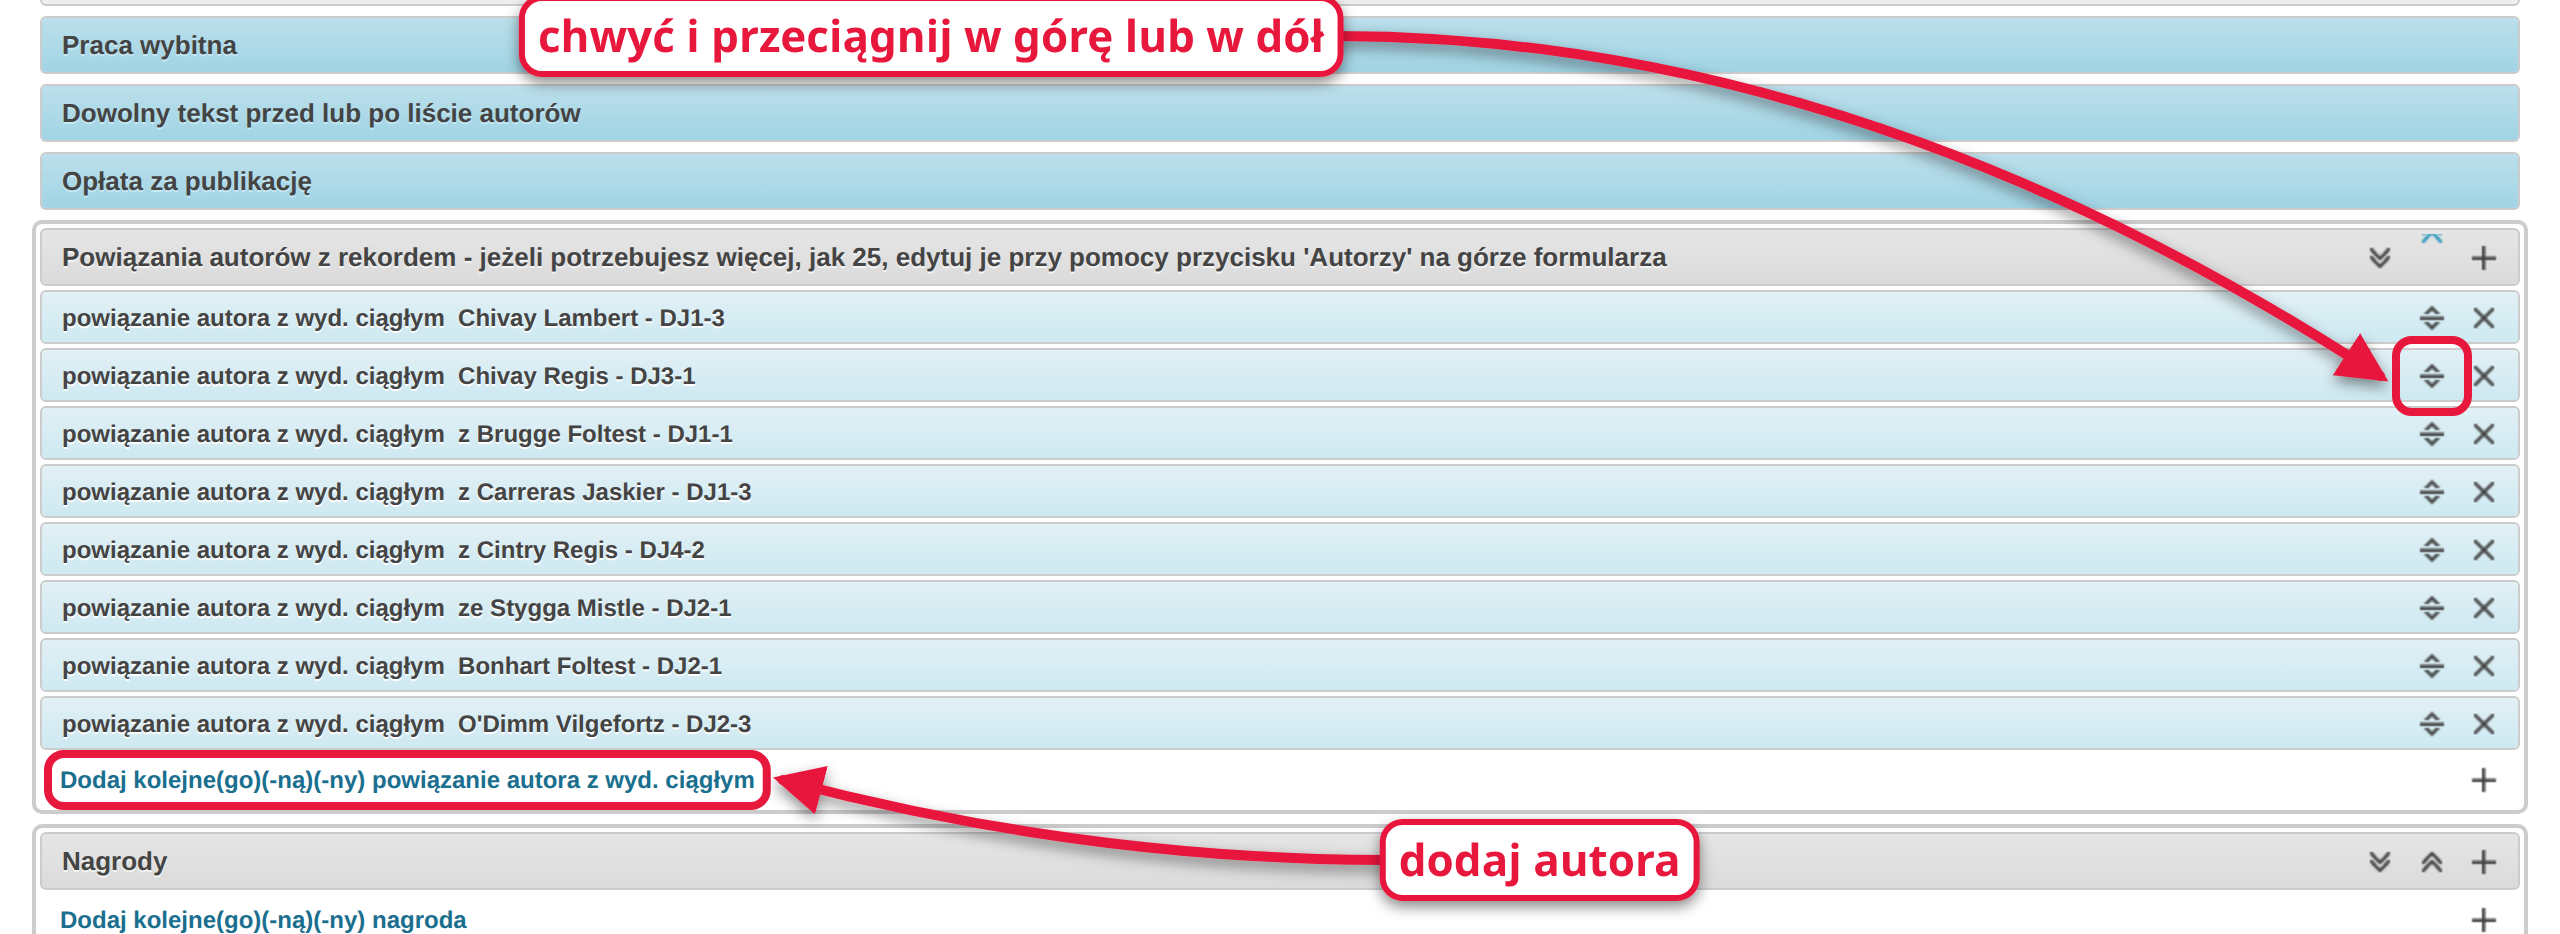 chwyć i przeciągnij w górę lub w dół
Praca wybitna
Dowolny tekst przed lub po liście autorów
Opłata za publikację
Powiązania autorów z rekordem - jeżeli potrzebujesz więcej, jak 25, edytuj je przy pomocy przycisku 'Autorzy' na górze formularza
powiązanie autora z wyd. ciągłym Chivay Lambert - DJ1-3
powiązanie autora z wyd. ciągłym Chivay Regis - DJ3-1
powiązanie autora z wyd. ciągłym z Brugge Foltest - DJ1-1
powiązanie autora z wyd. ciągłym z Carreras Jaskier - DJ1-3
powiązanie autora z wyd. ciągłym z Cintry Regis - DJ4-2
powiązanie autora z wyd. ciągłym ze Stygga Mistle - DJ2-1
powiązanie autora z wyd. ciągłym Bonhart Foltest - DJ2-1
powiązanie autora z wyd. ciągłym O'Dimm Vilgefortz - DJ2-3
Dodaj kolejne(go)(-ną)(-ny) powiązanie autora z wyd. ciągłym
dodaj autora
Nagrody
Dodaj kolejne(go)(-ną)(-ny) nagroda